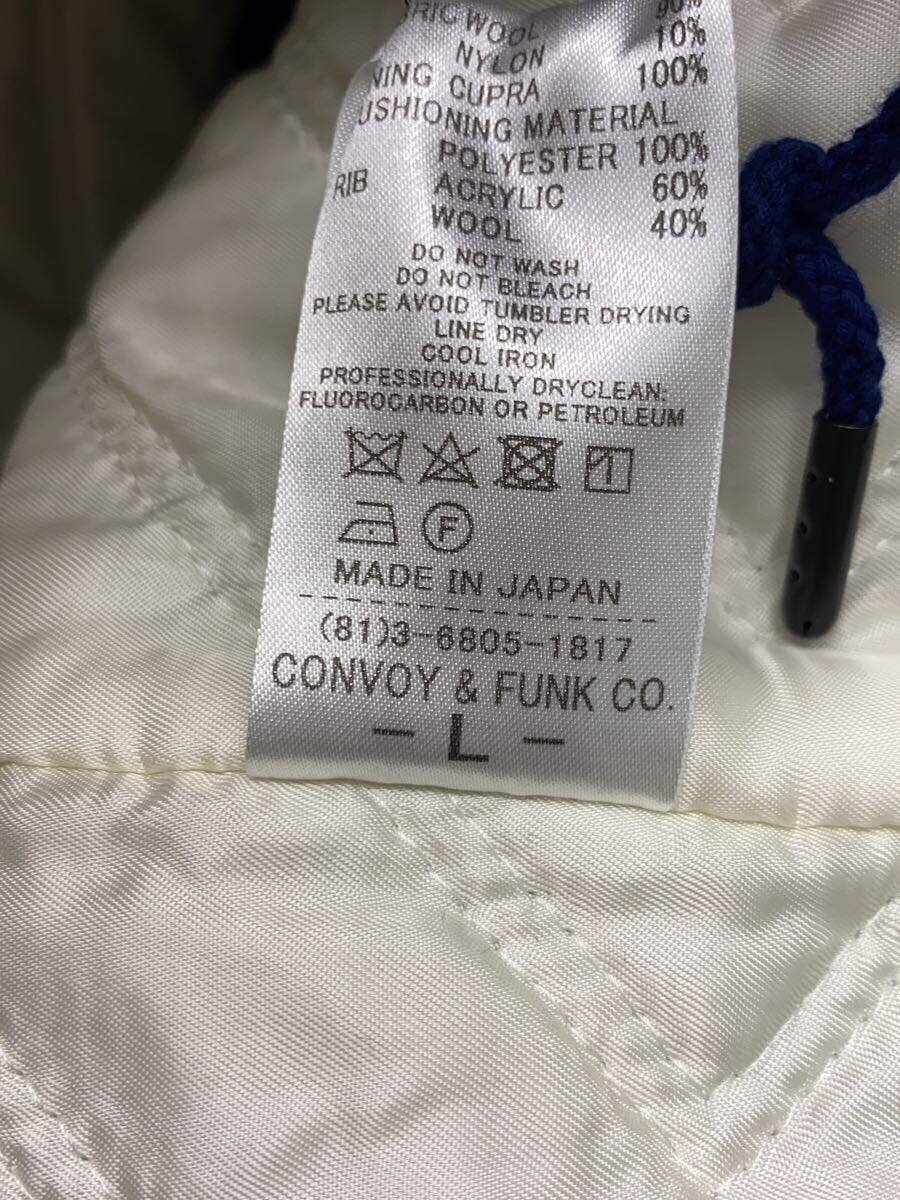 WOOL 90%
NYLON 10%
CUPRA 100%
CUSHIONING MATERIAL
POLYESTER 100%
RIB ACRYLIC 60%
WOOL 40%
DO NOT WASH
DO NOT BLEACH
PLEASE AVOID TUMBLER DRYING
LINE DRY
COOL IRON
PROFESSIONALLY DRYCLEAN:
FLUOROCARBON OR PETROLEUM
F
MADE IN JAPAN
(81)3-6805-1817
CONVOY & FUNK CO.
- L -